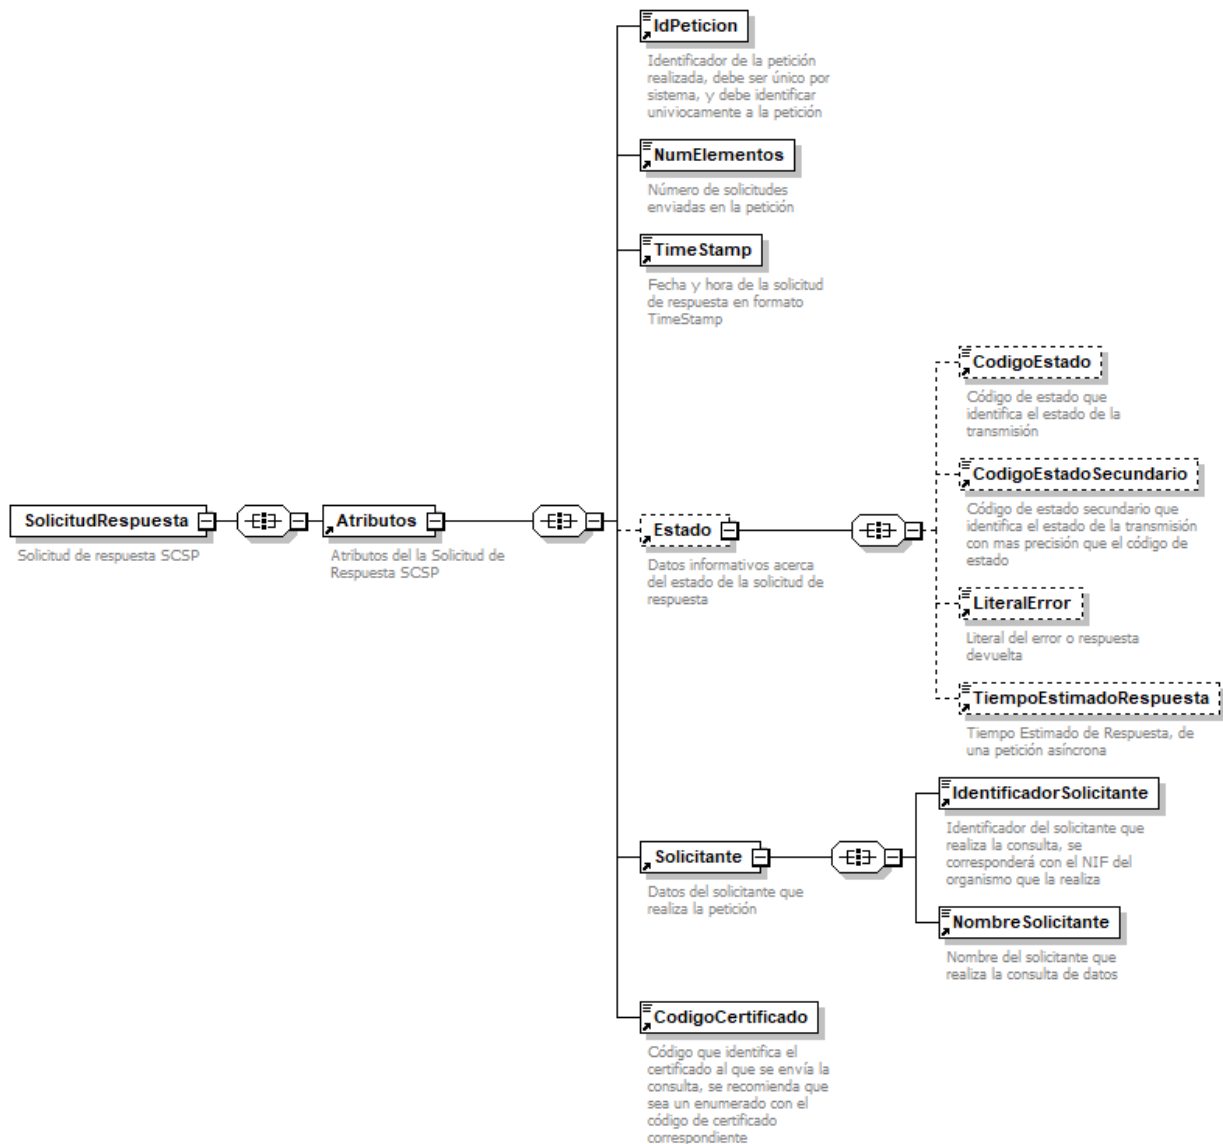 IdPeticion
Identificador de la petición
realizada, debe ser único por
sistema, y debe identificar
univiocamente a la petición
NumElementos
Número de solicitudes
enviadas en la petición
TimeStamp
Fecha y hora de la solicitud
de respuesta en formato
TimeStamp
CodigoEstado
Código de estado que
identifica el estado de la
transmisión
CodigoEstadoSecundario
Código de estado secundario que
identifica el estado de la transmisión
con mas precisión que el código de
estado
SolicitudRespuesta
Solicitud de respuesta SCSP
Atributos
Atributos del la Solicitud de
Respuesta SCSP
Estado
Datos informativos acerca
del estado de la solicitud de
respuesta
LiteralError
Literal del error o respuesta
devuelta
TiempoEstimadoRespuesta
Tiempo Estimado de Respuesta, de
una petición asíncrona
Solicitante
Datos del solicitante que
realiza la petición
IdentificadorSolicitante
Identificador del solicitante que
realiza la consulta, se
corresponderá con el NIF del
organismo que la realiza
NombreSolicitante
Nombre del solicitante que
realiza la consulta de datos
CodigoCertificado
Código que identifica el
certificado al que se envía la
consulta, se recomienda que
sea un enumerado con el
código de certificado
correspondiente